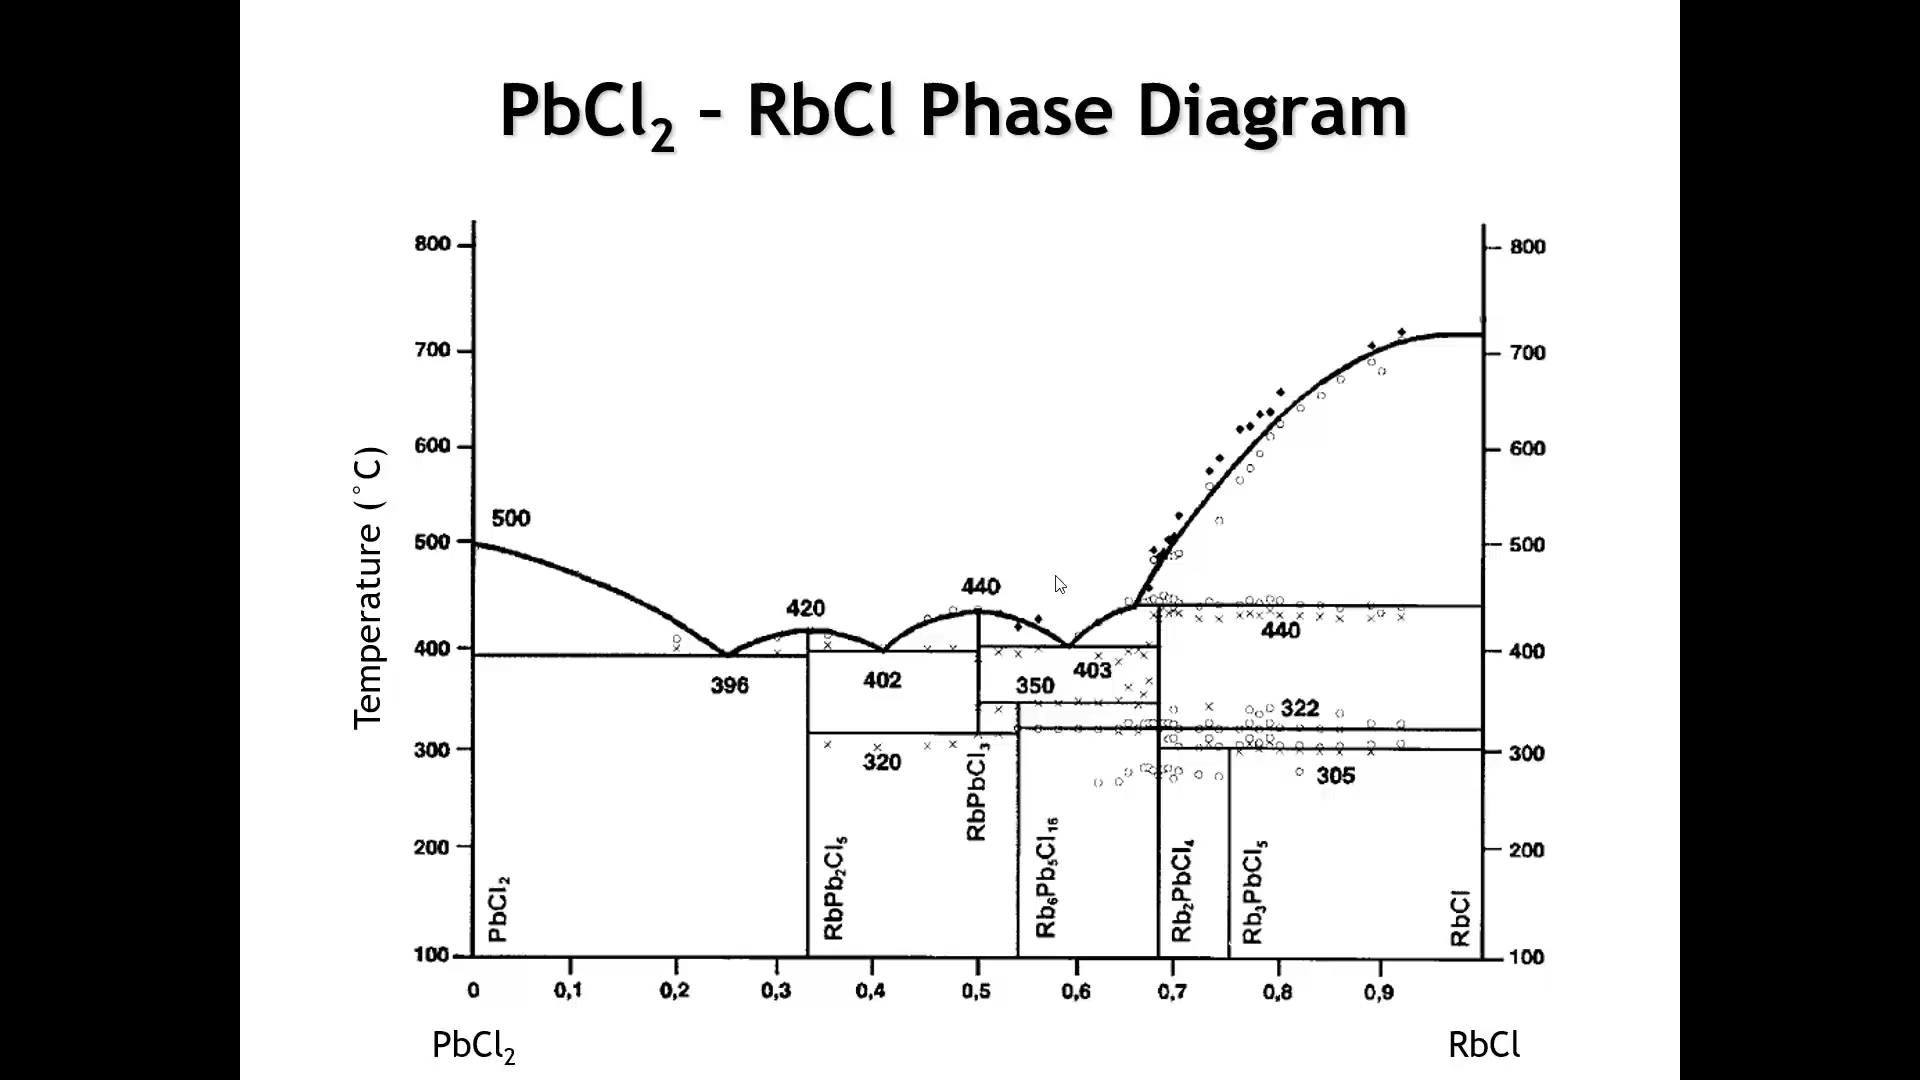 PbCl₂ – RbCl Phase Diagram
Temperature (°C)
800
700
600
500
400
300
200
100
800
700
600
500
400
300
200
100
500
420
440
396
402
350
403
440
320
322
305
PbCl₂
RbPb₂Cl₅
RbPbCl₃
Rb₆Pb₅Cl₁₆
Rb₂PbCl₄
Rb₃PbCl₅
RbCl
0 0,1 0,2 0,3 0,4 0,5 0,6 0,7 0,8 0,9
PbCl₂ RbCl